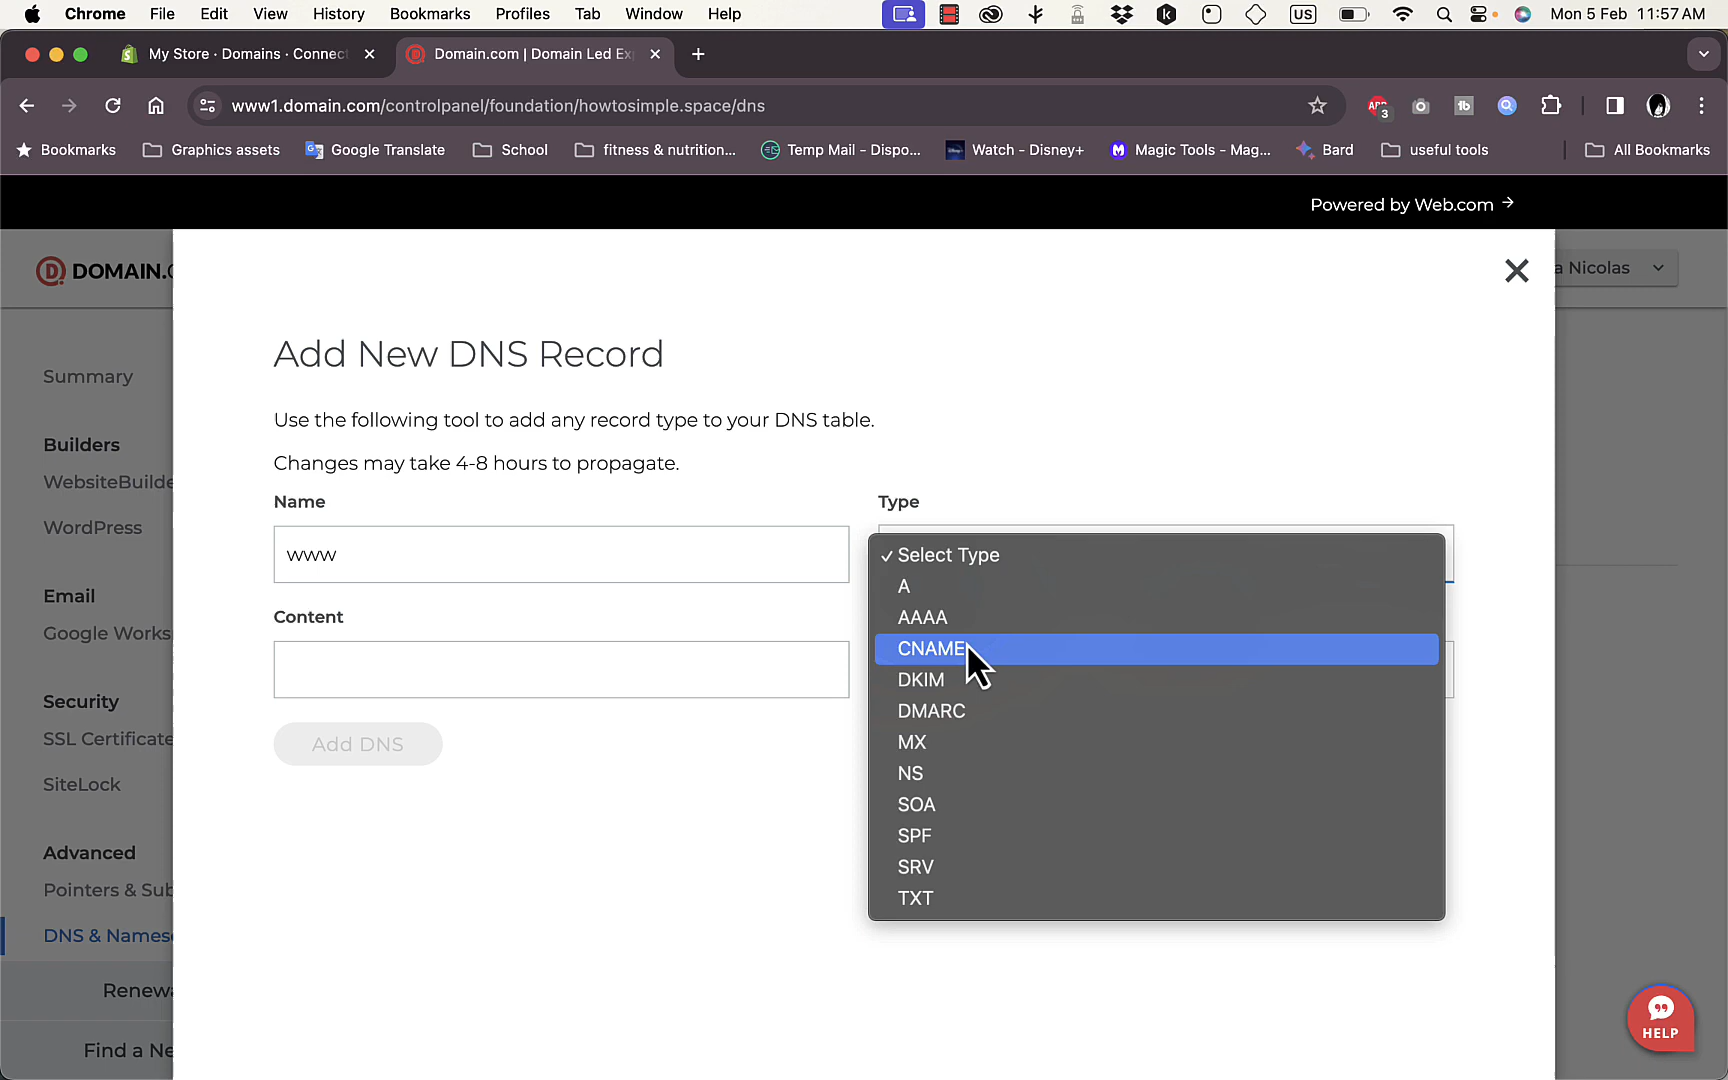 Chrome File Edit View History Bookmarks Profiles Tab Window Help US Mon 5 Feb 11:57 AM
My Store · Domains · Connect Domain.com | Domain Led Ex
www1.domain.com/controlpanel/foundation/howtosimple.space/dns ABP 3 tb
Bookmarks Graphics assets Google Translate School fitness & nutrition... Temp Mail - Dispo... Watch - Disney+ Magic Tools - Mag... Bard useful tools All Bookmarks
Powered by Web.com
DOMAIN. a Nicolas
Add New DNS Record
Summary
Use the following tool to add any record type to your DNS table.
Builders
Changes may take 4-8 hours to propagate.
WebsiteBuilde
Name Type
WordPress
www
Select Type
A
AAAA
CNAME
DKIM
DMARC
MX
NS
SOA
SPF
SRV
TXT
Email
Content
Google Works
Security
SSL Certificate
Add DNS
SiteLock
Advanced
Pointers & Sub
DNS & Names
Renewa
Find a Ne
HELP